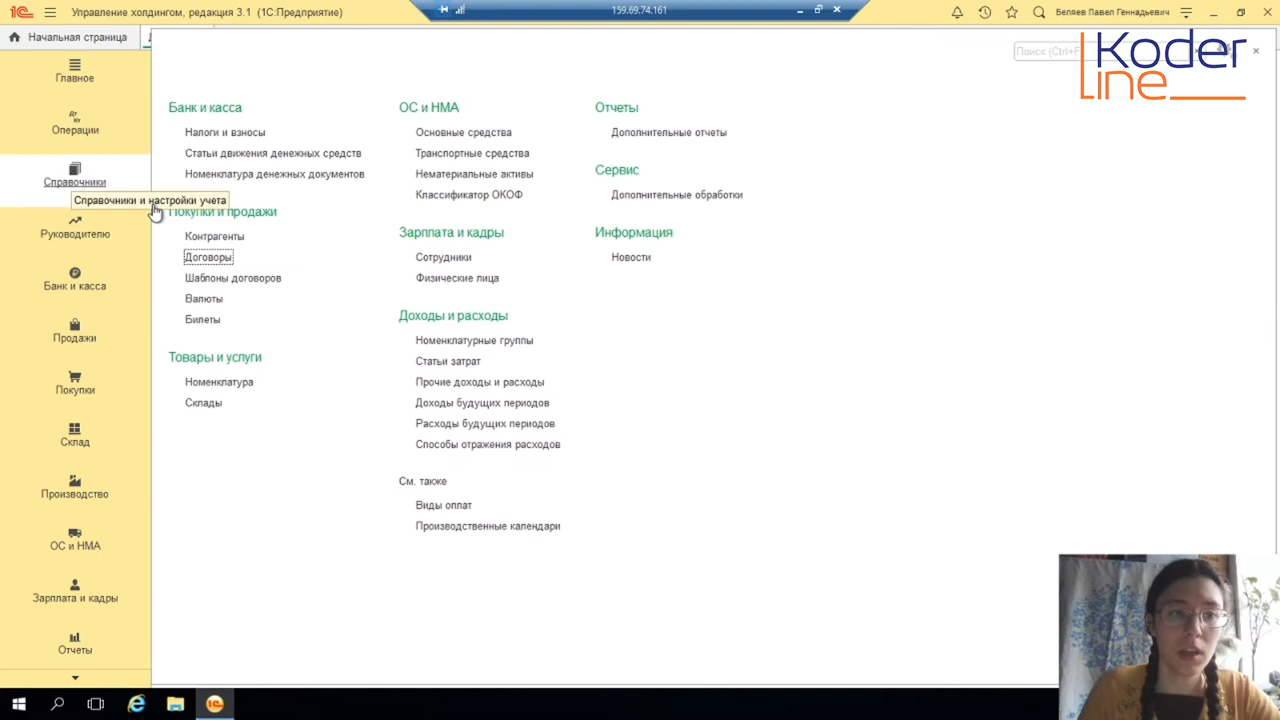 Управление холдингом, редакция 3.1 (1С:Предприятие)
159.69.74.161
Беляев Павел Геннадьевич
Начальная страница
Поиск (Ctrl+F
Koder
line
Главное
Дт
Кт
Операции
Справочники
Справочники и настройки учета
Руководителю
Банк и касса
Продажи
Покупки
Склад
Производство
ОС и НМА
Зарплата и кадры
Отчеты
Банк и касса
Налоги и взносы
Статьи движения денежных средств
Номенклатура денежных документов
Покупки и продажи
Контрагенты
Договоры
Шаблоны договоров
Валюты
Билеты
Товары и услуги
Номенклатура
Склады
ОС и НМА
Основные средства
Транспортные средства
Нематериальные активы
Классификатор ОКОФ
Зарплата и кадры
Сотрудники
Физические лица
Доходы и расходы
Номенклатурные группы
Статьи затрат
Прочие доходы и расходы
Доходы будущих периодов
Расходы будущих периодов
Способы отражения расходов
См. также
Виды оплат
Производственные календари
Отчеты
Дополнительные отчеты
Сервис
Дополнительные обработки
Информация
Новости